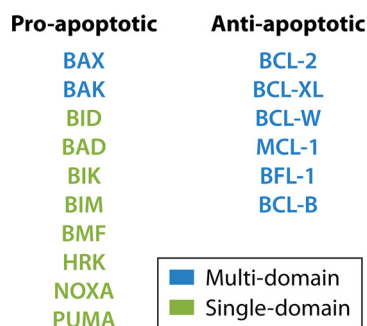 Pro-apoptotic
BAX
BAK
BID
BAD
BIK
BIM
BMF
HRK
NOXA
PUMA
Anti-apoptotic
BCL-2
BCL-XL
BCL-W
MCL-1
BFL-1
BCL-B
Multi-domain
Single-domain